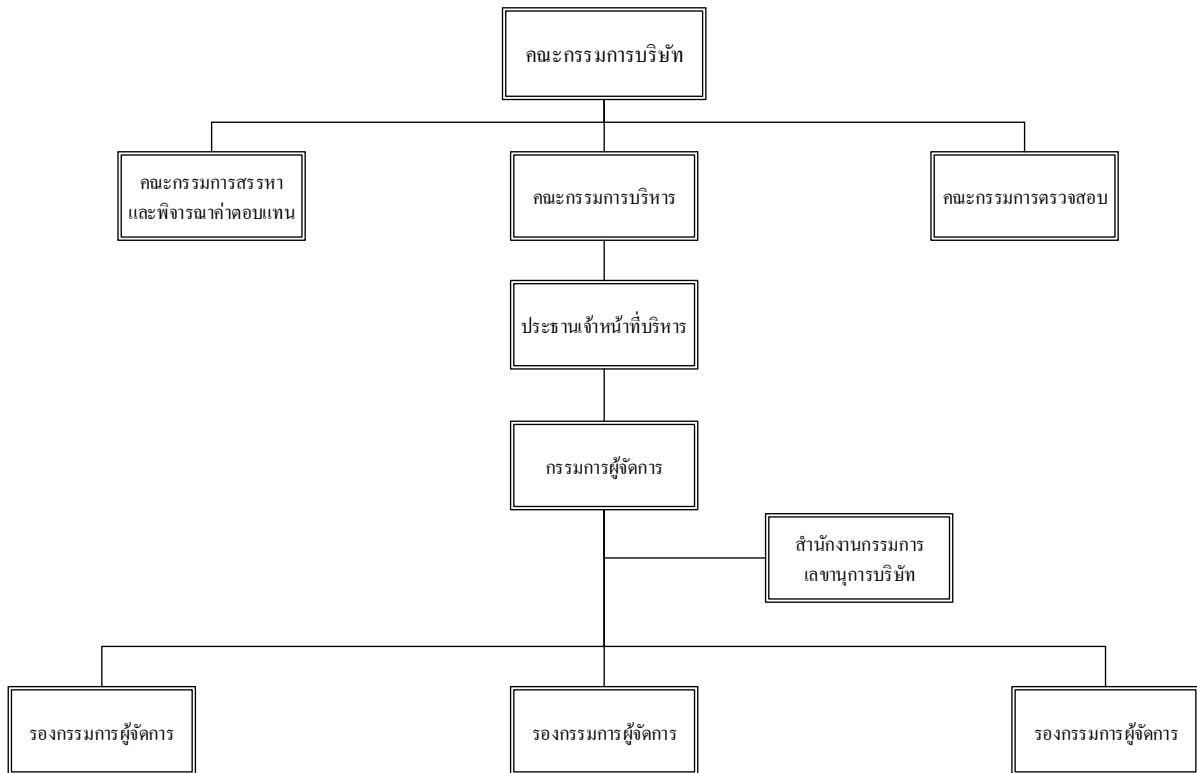 คณะกรรมการบริษัท
คณะกรรมการสรรหา
และพิจารณาค่าตอบแทน
คณะกรรมการบริหาร
คณะกรรมการตรวจสอบ
ประธานเจ้าหน้าที่บริหาร
กรรมการผู้จัดการ
สำนักงานกรรมการ
เลขานุการบริษัท
รองกรรมการผู้จัดการ
รองกรรมการผู้จัดการ
รองกรรมการผู้จัดการ